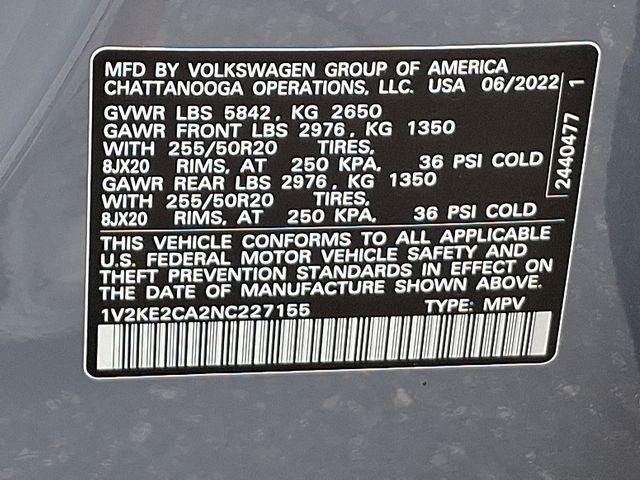 MFD BY VOLKSWAGEN GROUP OF AMERICA
CHATTANOOGA OPERATIONS, LLC. USA 06/2022
GVWR LBS 5842, KG 2650
GAWR FRONT LBS 2976, KG 1350
WITH 255/50R20 TIRES,
8JX20 RIMS, AT 250 KPA, 36 PSI COLD
GAWR REAR LBS 2976, KG 1350
WITH 255/50R20 TIRES,
8JX20 RIMS, AT 250 KPA, 36 PSI COLD
2440477 1
THIS VEHICLE CONFORMS TO ALL APPLICABLE
U.S. FEDERAL MOTOR VEHICLE SAFETY AND
THEFT PREVENTION STANDARDS IN EFFECT ON
THE DATE OF MANUFACTURE SHOWN ABOVE.
1V2KE2CA2NC227155 TYPE: MPV